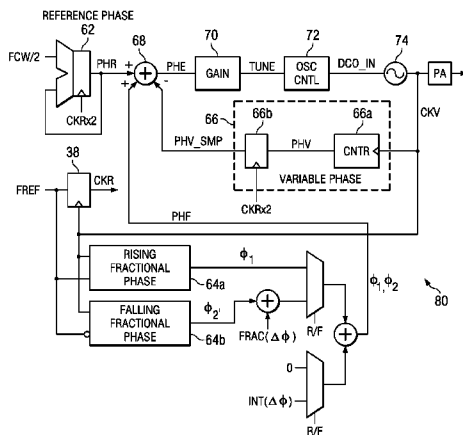 REFERENCE PHASE
62
FCW/2
PHR
CKRx2
68
+
+
-
PHE
70
GAIN
TUNE
72
OSC
CNTL
DCO_IN
74
PA
CKV
66
66b
66a
PHV_SMP
PHV
CNTR
VARIABLE PHASE
CKRx2
38
FREF
CKR
PHF
RISING
FRACTIONAL
PHASE
64a
ϕ1
FALLING
FRACTIONAL
PHASE
64b
ϕ2'
+
FRAC(Δϕ)
R/F
+
ϕ1,ϕ2
80
0
INT(Δϕ)
R/F